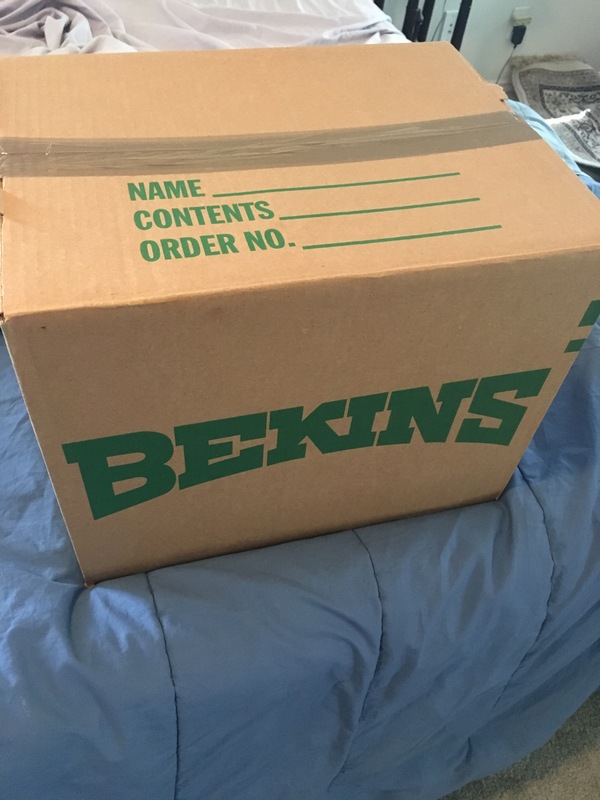 NAME
CONTENTS
ORDER NO.
BEKINS